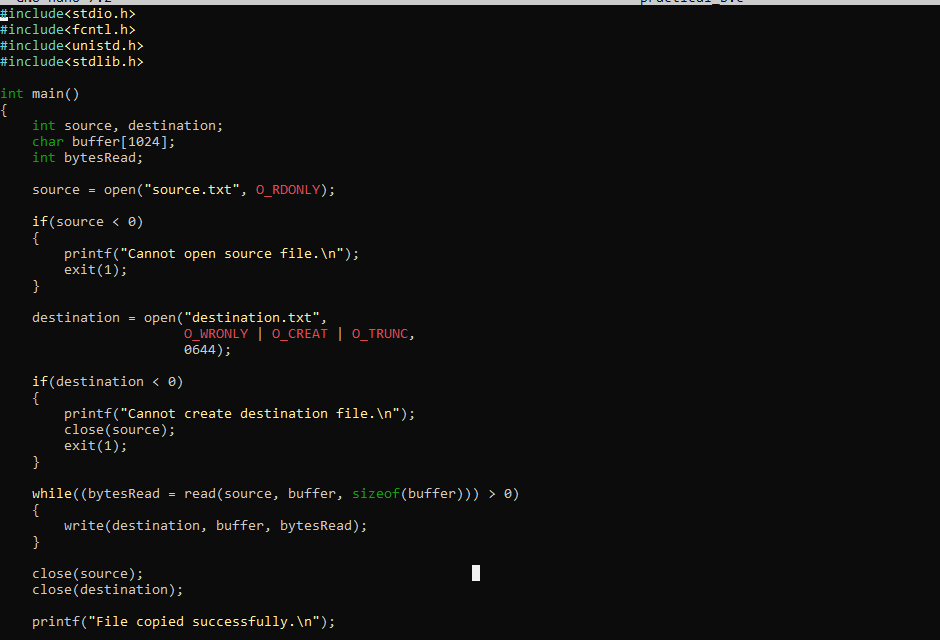 #include<stdio.h>
#include<fcntl.h>
#include<unistd.h>
#include<stdlib.h>

int main()
{
    int source, destination;
    char buffer[1024];
    int bytesRead;

    source = open("source.txt", O_RDONLY);

    if(source < 0)
    {
        printf("Cannot open source file.\n");
        exit(1);
    }

    destination = open("destination.txt",
                       O_WRONLY | O_CREAT | O_TRUNC,
                       0644);

    if(destination < 0)
    {
        printf("Cannot create destination file.\n");
        close(source);
        exit(1);
    }

    while((bytesRead = read(source, buffer, sizeof(buffer))) > 0)
    {
        write(destination, buffer, bytesRead);
    }

    close(source);
    close(destination);

    printf("File copied successfully.\n");